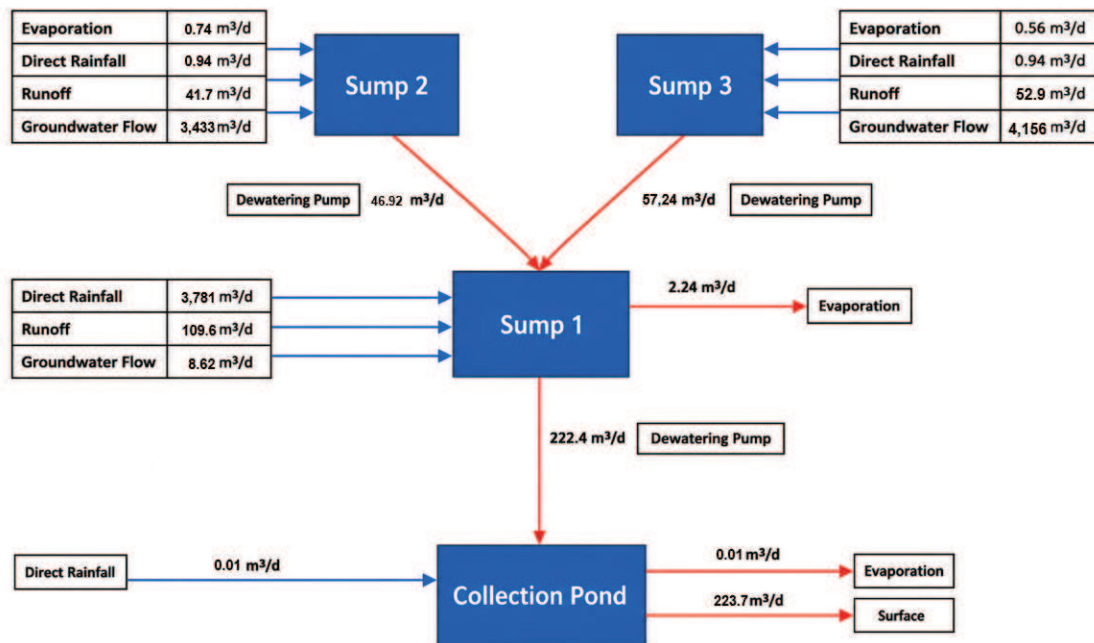 Evaporation 0.74 m³/d
Direct Rainfall 0.94 m³/d
Runoff 41.7 m³/d
Groundwater Flow 3,433 m³/d
Sump 2
Sump 3
Evaporation 0.56 m³/d
Direct Rainfall 0.94 m³/d
Runoff 52.9 m³/d
Groundwater Flow 4,156 m³/d
Dewatering Pump 46.92 m³/d
57,24 m³/d Dewatering Pump
Direct Rainfall 3,781 m³/d
Runoff 109.6 m³/d
Groundwater Flow 8.62 m³/d
Sump 1
2.24 m³/d
Evaporation
222.4 m³/d Dewatering Pump
Direct Rainfall
0.01 m³/d
Collection Pond
0.01 m³/d
Evaporation
223.7 m³/d
Surface